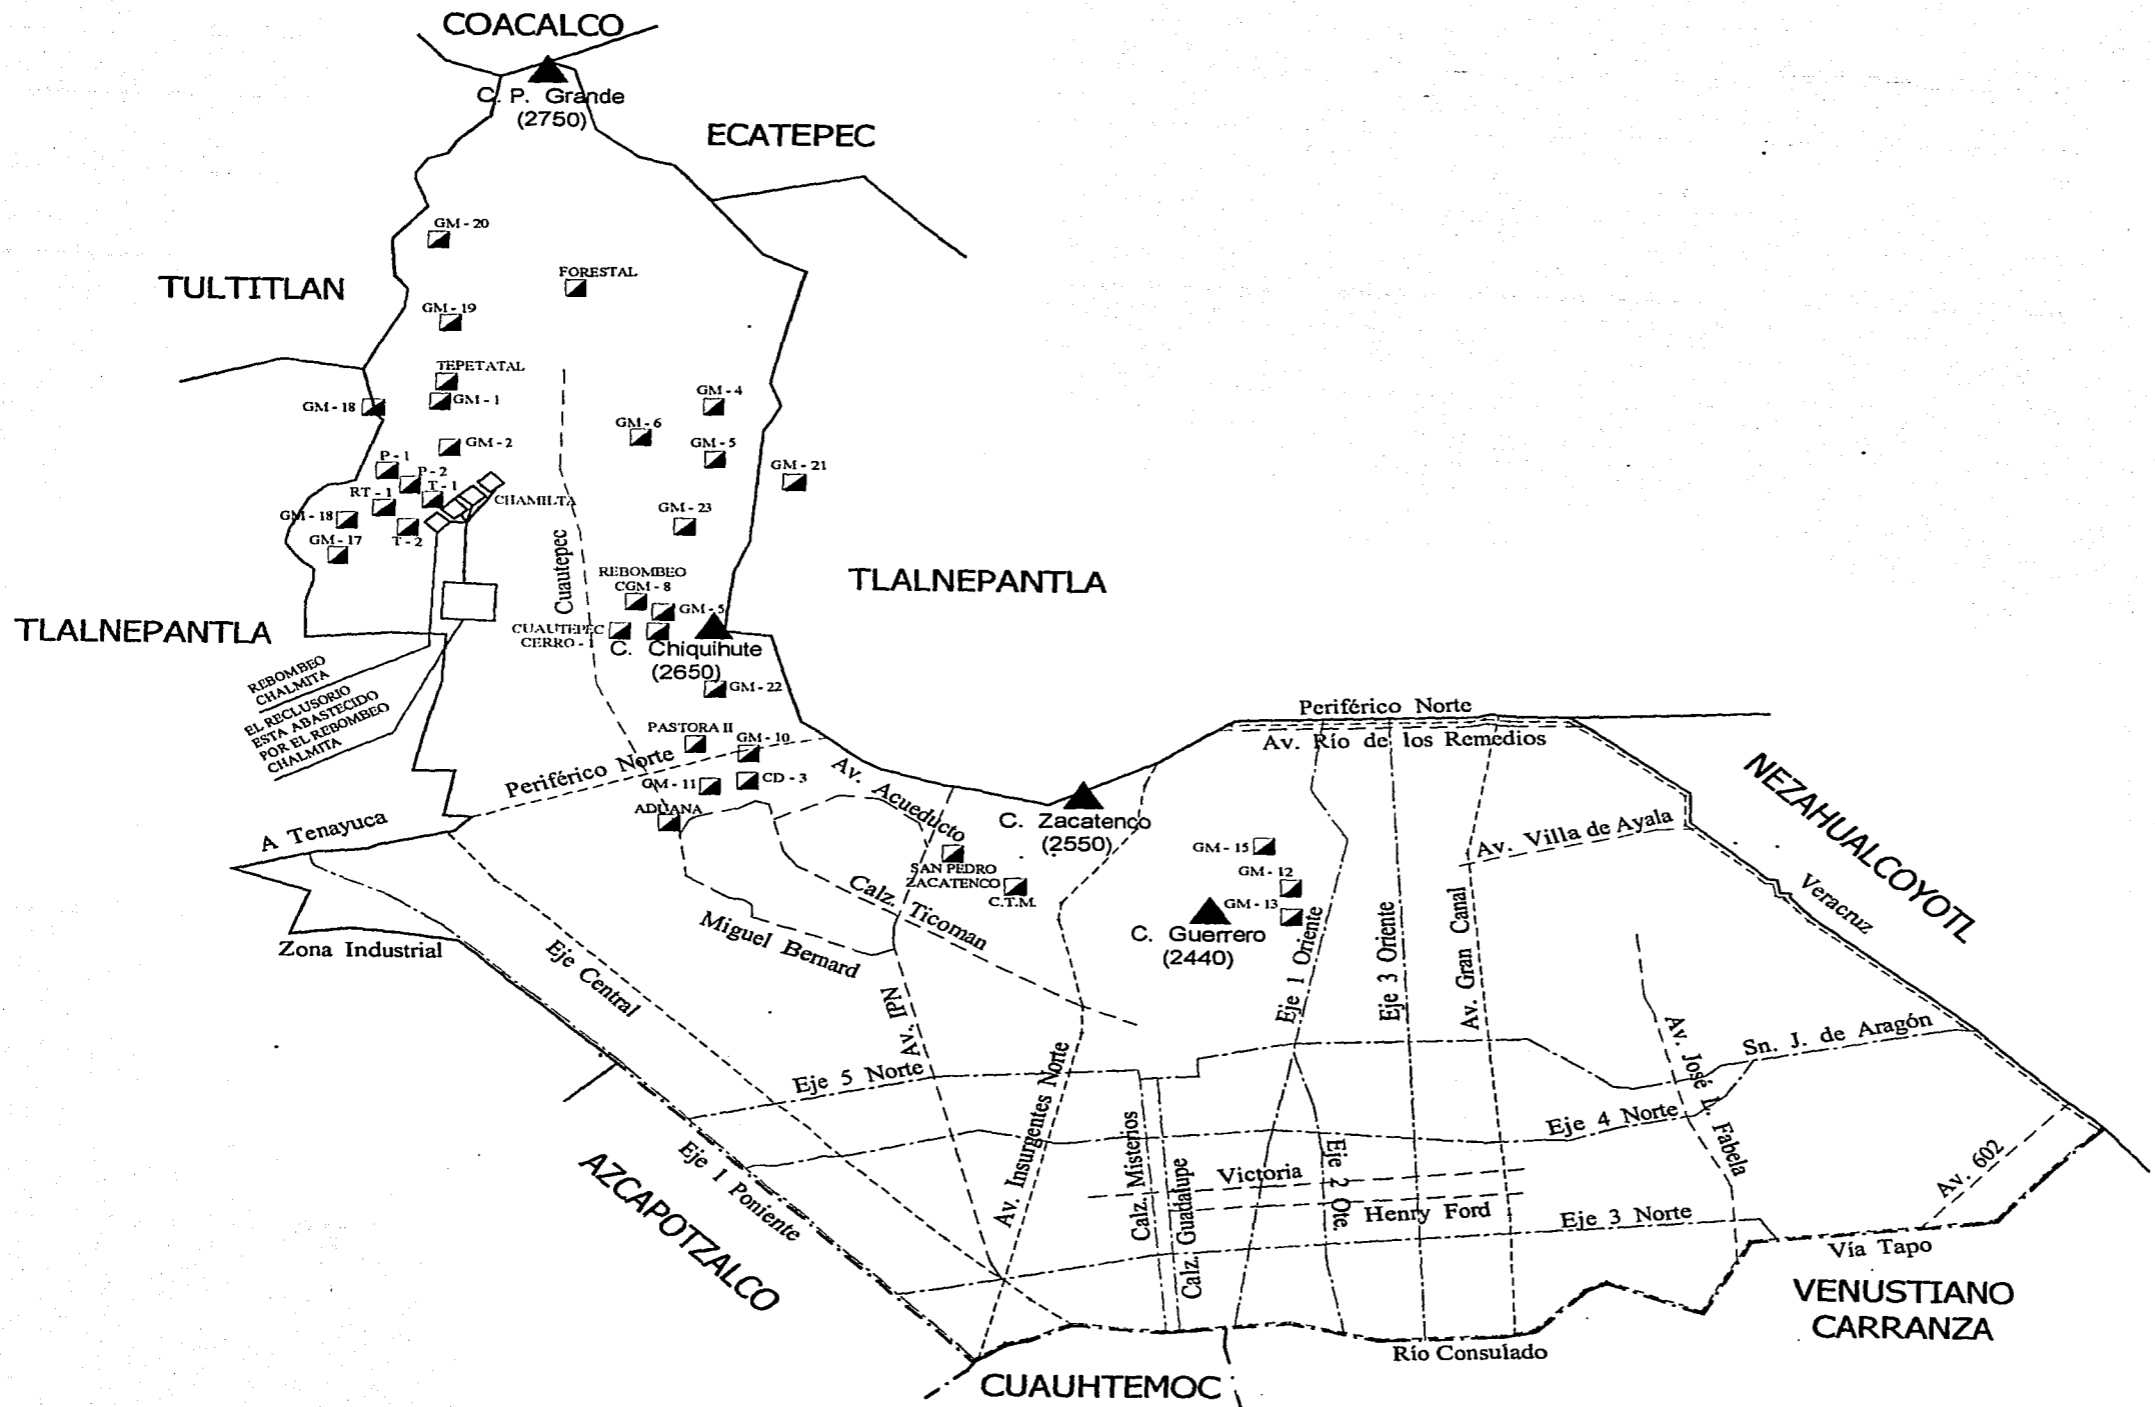 COACALCO
C. P. Grande
(2750)
ECATEPEC
GM - 20
FORESTAL
TULTITLAN
GM - 19
TEPETATAL
GM - 18
GM - 1
GM - 4
GM - 6
GM - 2
GM - 5
P - 1
P - 2
GM - 21
RT - 1
T - 1
CHAMILTA
GM - 23
GM - 18
T - 2
GM - 17
Cuautepec
REBOMBEO
CGM - 8
TLALNEPANTLA
GM - 5
TLALNEPANTLA
CUAUTEPEC
CERRO -
C. Chiquihute
(2650)
REBOMBEO
CHALMITA
EL RECLUSORIO
ESTA ABASTECIDO
POR EL REBOMBEO
CHALMITA
GM - 22
PASTORA II
GM - 10
Periférico Norte
Periférico Norte
Av. Río de los Remedios
GM - 11
CD - 3
Av. Acueducto
NEZAHUALCOYOTL
ADUANA
A Tenayuca
C. Zacatenco
(2550)
GM - 15
Av. Villa de Ayala
SAN PEDRO
ZACATENCO
C.T.M.
GM - 12
GM - 13
Veracruz
Calz. Ticoman
Miguel Bernard
C. Guerrero
(2440)
Zona Industrial
Eje Central
Av. IPN
Eje 1 Oriente
Eje 3 Oriente
Av. Gran Canal
Av. José L. Fabela
Sn. J. de Aragón
Eje 5 Norte
Av. Insurgentes Norte
Eje 4 Norte
Eje 1 Poniente
AZCAPOTZALCO
Calz. Misterios
Calz. Guadalupe
Victoria
Eje 2 Ote.
Henry Ford
Eje 3 Norte
Av. 602
Vía Tapo
VENUSTIANO
CARRANZA
Río Consulado
CUAUHTEMOC